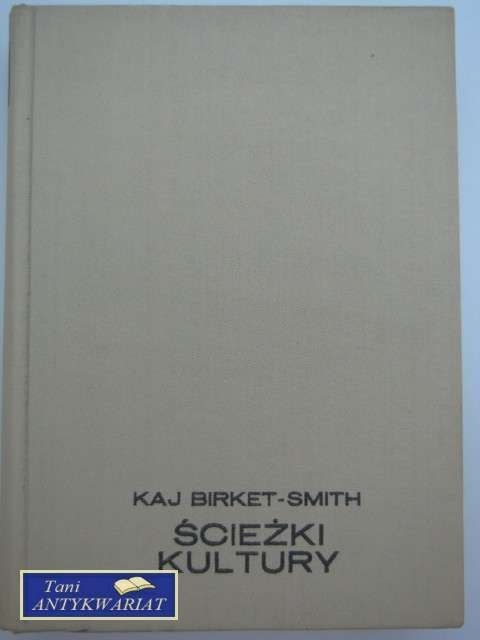 KAJ BIRKET-SMITH
ŚCIEŻKI
KULTURY
Tani
ANTYKWARIAT